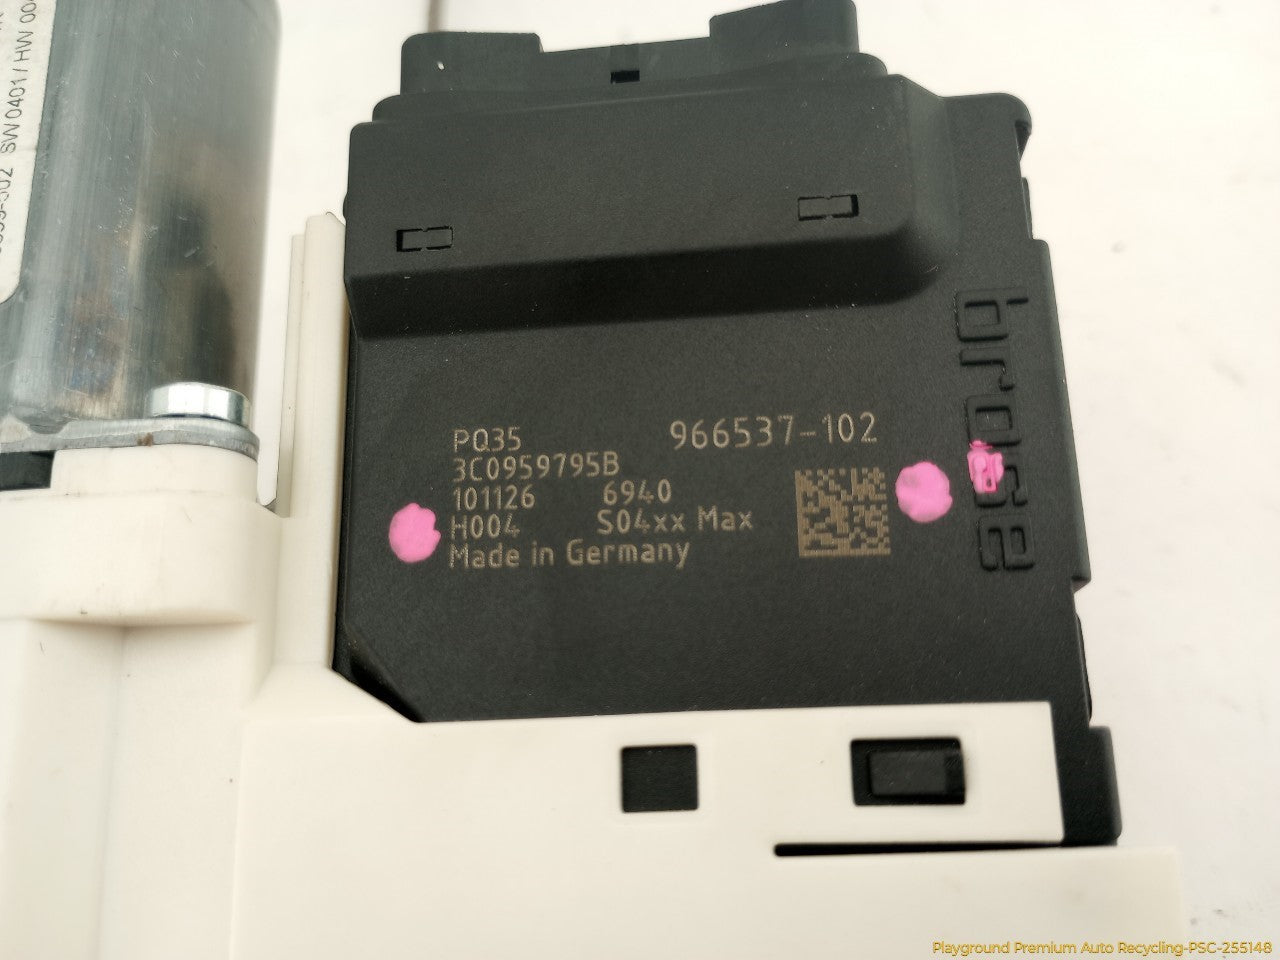 SW 0401 / HW 00
brose
PQ35
966537-102
3C0959795B
101126 6940
H004 S04xx Max
Made in Germany
Playground Premium Auto Recycling-PSC-255148